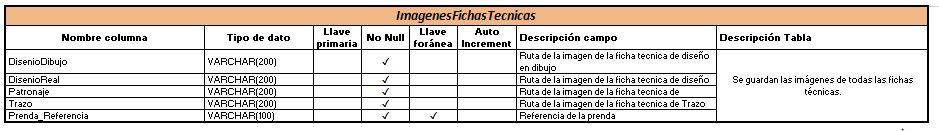 ImagenesFichasTecnicas
Nombre columna Tipo de dato Llave primaria No Null Llave foránea Auto Increment Descripción campo Descripción Tabla
DisenioDibujo VARCHAR(200) ✓ Ruta de la imagen de la ficha tecnica de diseño en dibujo
DisenioReal VARCHAR(200) ✓ Ruta de la imagen de la ficha tecnica de diseño
Patronaje VARCHAR(200) ✓ Ruta de la imagen de la ficha tecnica de
Trazo VARCHAR(200) ✓ Ruta de la imagen de la ficha tecnica de Trazo
Prenda_Referencia VARCHAR(100) ✓ ✓ Referencia de la prenda
Se guardan las imágenes de todas las fichas técnicas.